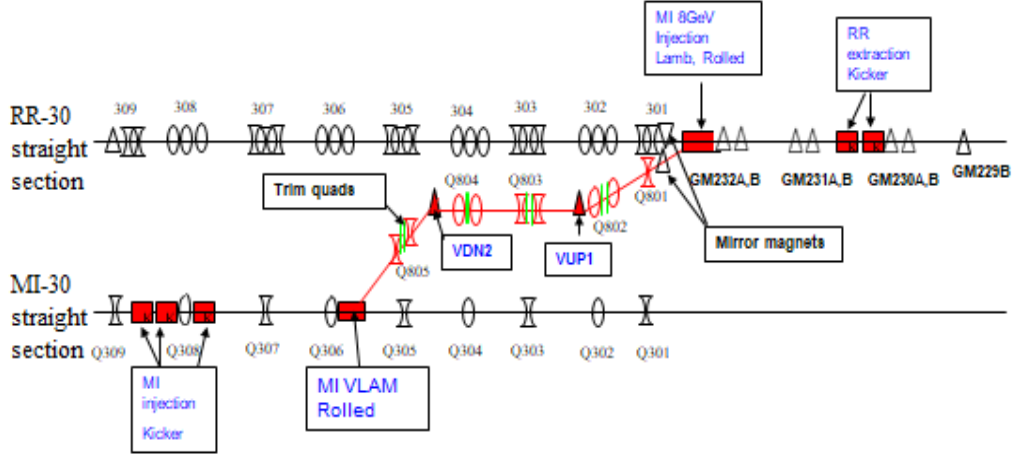 MI 8GeV
Injection
Lamb, Rolled
RR
extraction
Kicker
309
308
307
306
305
304
303
302
301
RR-30
straight
section
k
k
GM232A,B
GM231A,B
GM230A,B
GM229B
Trim quads
Q804
Q803
Q801
Q802
Mirror magnets
VDN2
VUP1
Q805
MI-30
straight
section
k
k
k
Q309
Q308
Q307
Q306
Q305
Q304
Q303
Q302
Q301
MI
injection
Kicker
MI VLAM
Rolled